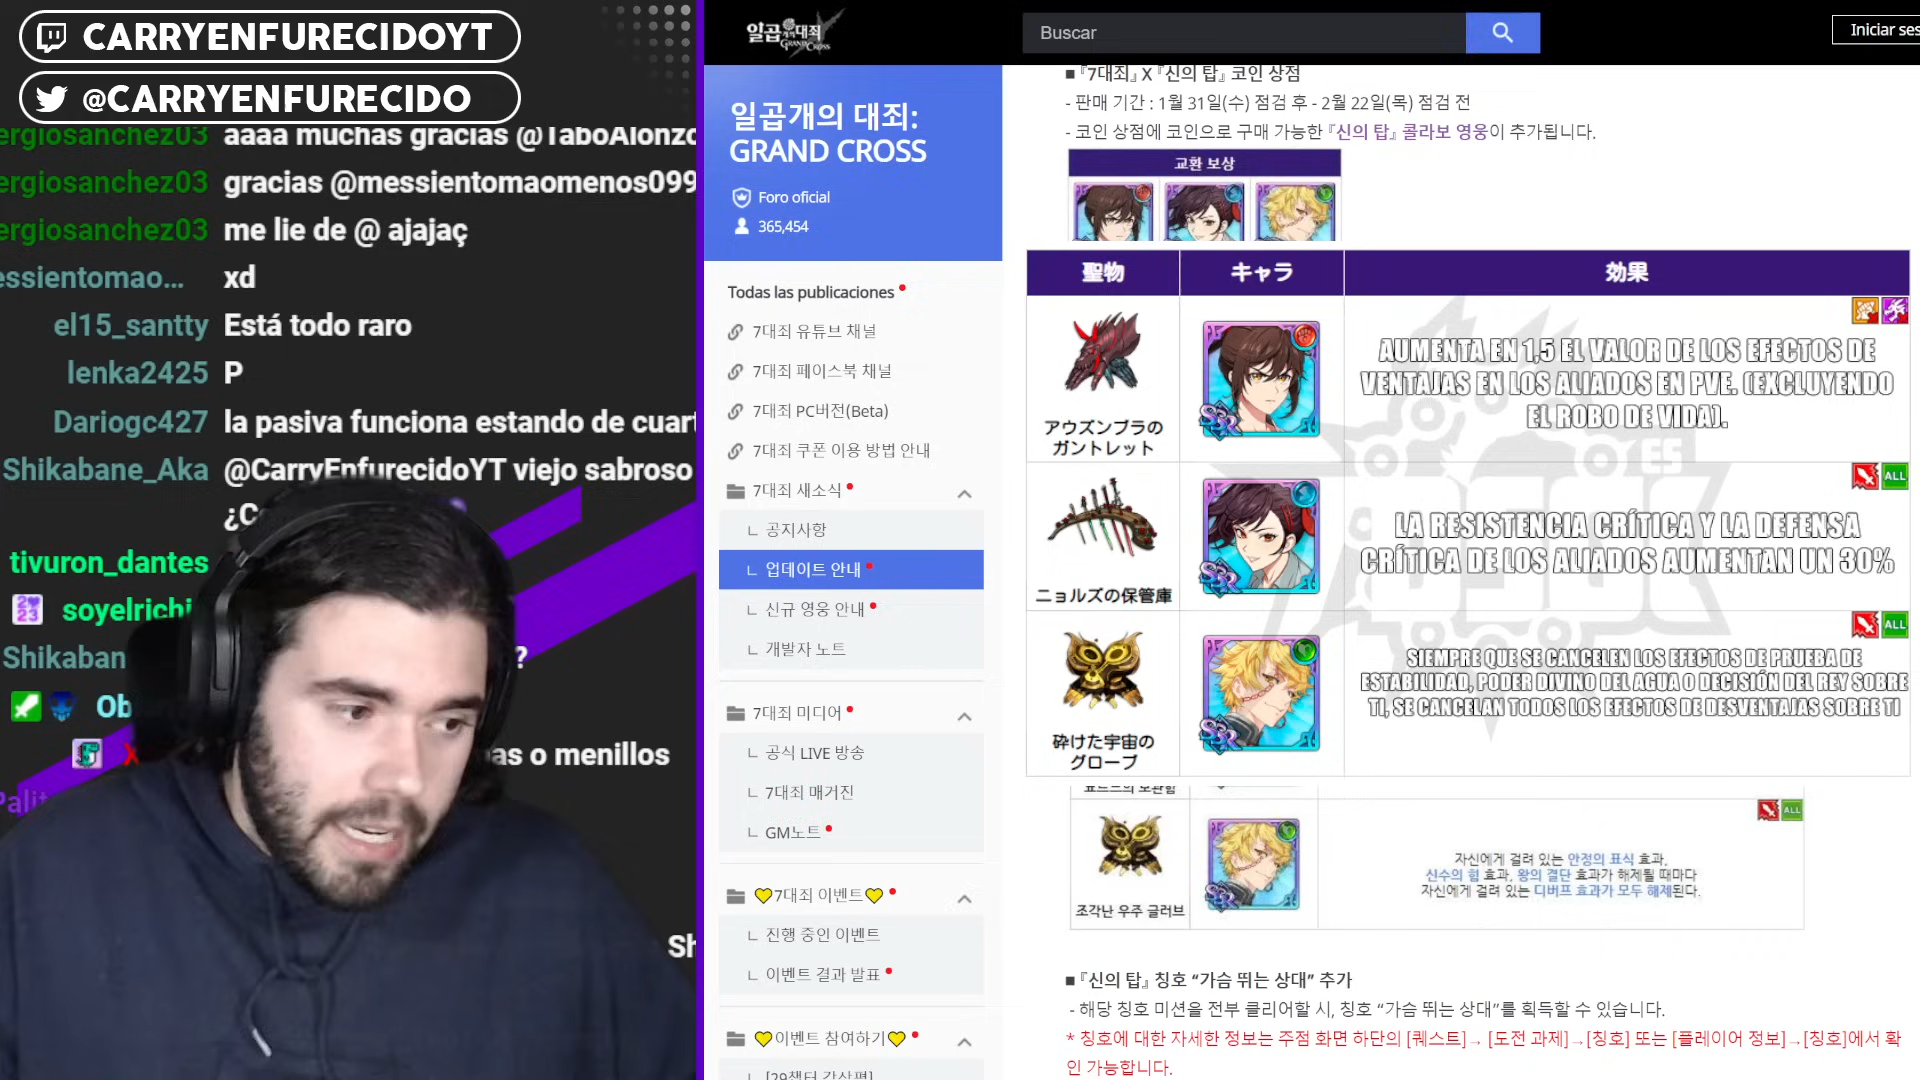 CARRYENFURECIDOYT
@CARRYENFURECIDO
ergiosanchez03 aaaa muchas gracias @TaboAlonzo
ergiosanchez03 gracias @messientomaomenos099
ergiosanchez03 me lie de @ ajajaç
essientomao... xd
el15_santty Está todo raro
lenka2425 P
Dariogc427 la pasiva funciona estando de cuart
Shikabane_Aka @CarryEnfurecidoYT viejo sabroso
¿C
tivuron_dantes
soyelrichi
Shikaban ?
Ob
as o menillos
Palit
Sh
일곱개의 대죄
GRAND CROSS
Buscar
Iniciar ses
일곱개의 대죄:
GRAND CROSS
Foro oficial
365,454
Todas las publicaciones
7대죄 유튜브 채널
7대죄 페이스북 채널
7대죄 PC버전(Beta)
7대죄 쿠폰 이용 방법 안내
7대죄 새소식
ㄴ 공지사항
ㄴ 업데이트 안내
ㄴ 신규 영웅 안내
ㄴ 개발자 노트
7대죄 미디어
ㄴ 공식 LIVE 방송
ㄴ 7대죄 매거진
ㄴ GM노트
💛7대죄 이벤트💛
ㄴ 진행 중인 이벤트
ㄴ 이벤트 결과 발표
💛이벤트 참여하기💛
ㄴ [29챕터 감상평]
■『7대죄』X『신의 탑』코인 상점
- 판매 기간 : 1월 31일(수) 점검 후 - 2월 22일(목) 점검 전
- 코인 상점에 코인으로 구매 가능한 『신의 탑』 콜라보 영웅이 추가됩니다.
교환 보상
聖物 キャラ 効果
アウズンブラの
ガントレット
SSR
AUMENTA EN 1,5 EL VALOR DE LOS EFECTOS DE
VENTAJAS EN LOS ALIADOS EN PVE. (EXCLUYENDO
EL ROBO DE VIDA).
ES
ニョルズの保管庫
SSR
ALL
LA RESISTENCIA CRÍTICA Y LA DEFENSA
CRÍTICA DE LOS ALIADOS AUMENTAN UN 30%
砕けた宇宙の
グローブ
SSR
ALL
SIEMPRE QUE SE CANCELEN LOS EFECTOS DE PRUEBA DE
ESTABILIDAD, PODER DIVINO DEL AGUA O DECISIÓN DEL REY SOBRE
TI, SE CANCELAN TODOS LOS EFECTOS DE DESVENTAJAS SOBRE TI
조각난 우주 글러브
SSR
ALL
자신에게 걸려 있는 안정의 표식 효과,
신수의 힘 효과, 왕의 결단 효과가 해제될 때마다
자신에게 걸려 있는 디버프 효과가 모두 해제된다.
■『신의 탑』 칭호 “가슴 뛰는 상대” 추가
- 해당 칭호 미션을 전부 클리어할 시, 칭호 “가슴 뛰는 상대”를 획득할 수 있습니다.
* 칭호에 대한 자세한 정보는 주점 화면 하단의 [퀘스트]→ [도전 과제]→[칭호] 또는 [플레이어 정보]→[칭호]에서 확
인 가능합니다.